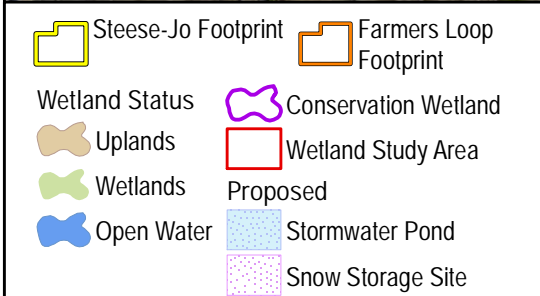 Steese-Jo Footprint
Farmers Loop
Footprint
Wetland Status
Conservation Wetland
Uplands
Wetland Study Area
Wetlands
Proposed
Open Water
Stormwater Pond
Snow Storage Site